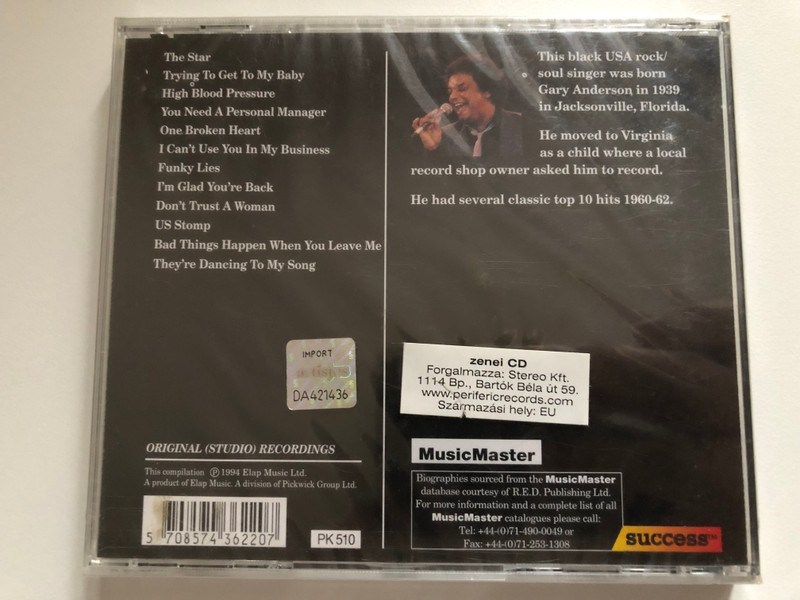 The Star
Trying To Get To My Baby
High Blood Pressure
You Need A Personal Manager
One Broken Heart
I Can't Use You In My Business
Funky Lies
I'm Glad You're Back
Don't Trust A Woman
US Stomp
Bad Things Happen When You Leave Me
They're Dancing To My Song
This black USA rock/
soul singer was born
Gary Anderson in 1939
in Jacksonville, Florida.
He moved to Virginia
as a child where a local
record shop owner asked him to record.
He had several classic top 10 hits 1960-62.
IMPORT
artisjus
DA421436
zenei CD
Forgalmazza: Stereo Kft.
1114 Bp., Bartók Béla út 59.
www.perifericrecords.com
Származási hely: EU
ORIGINAL (STUDIO) RECORDINGS
This compilation ℗ 1994 Elap Music Ltd.
A product of Elap Music. A division of Pickwick Group Ltd.
5 708574 362207
PK 510
MusicMaster
Biographies sourced from the MusicMaster
database courtesy of R.E.D. Publishing Ltd.
For more information and a complete list of all
MusicMaster catalogues please call:
Tel: +44-(0)71-490-0049 or
Fax: +44-(0)71-253-1308
success™